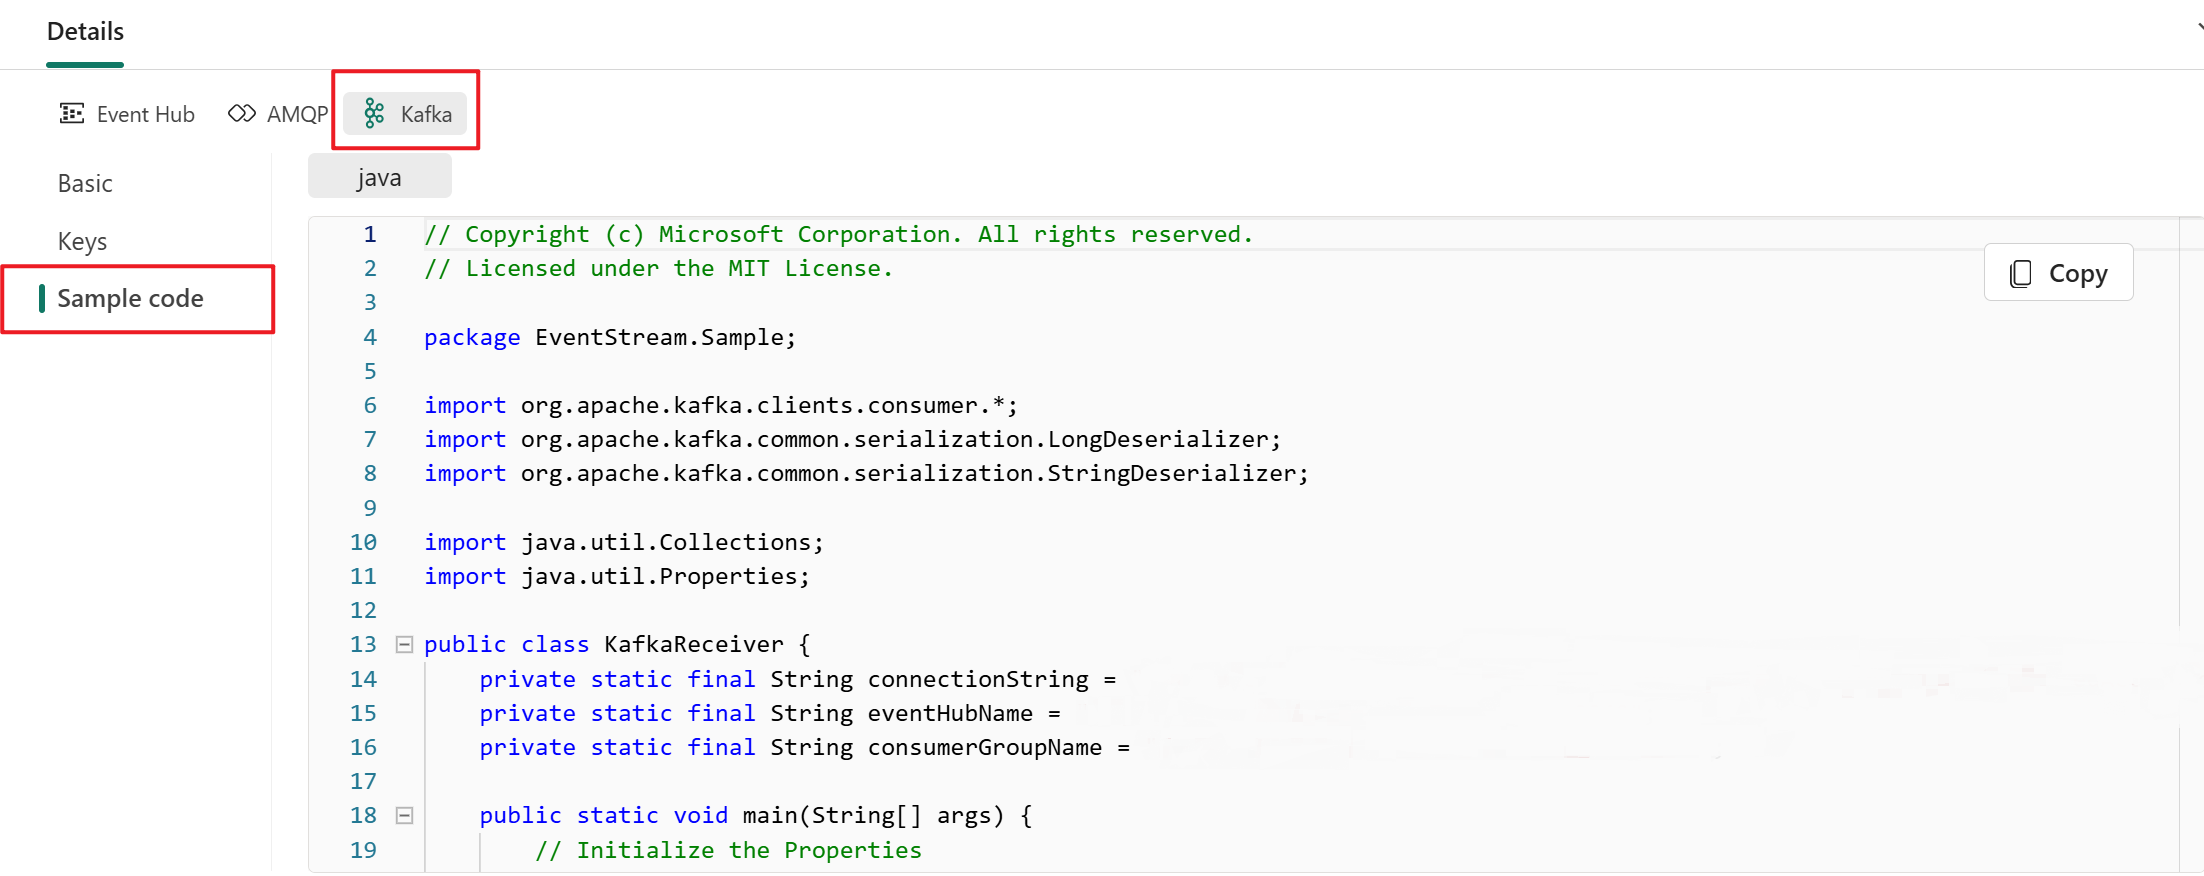 Details
Event Hub AMQP Kafka
Basic
Keys
Sample code
java
1 // Copyright (c) Microsoft Corporation. All rights reserved.
2 // Licensed under the MIT License.
3
4 package EventStream.Sample;
5
6 import org.apache.kafka.clients.consumer.*;
7 import org.apache.kafka.common.serialization.LongDeserializer;
8 import org.apache.kafka.common.serialization.StringDeserializer;
9
10 import java.util.Collections;
11 import java.util.Properties;
12
13 public class KafkaReceiver {
14 private static final String connectionString =
15 private static final String eventHubName =
16 private static final String consumerGroupName =
17
18 public static void main(String[] args) {
19 // Initialize the Properties
Copy